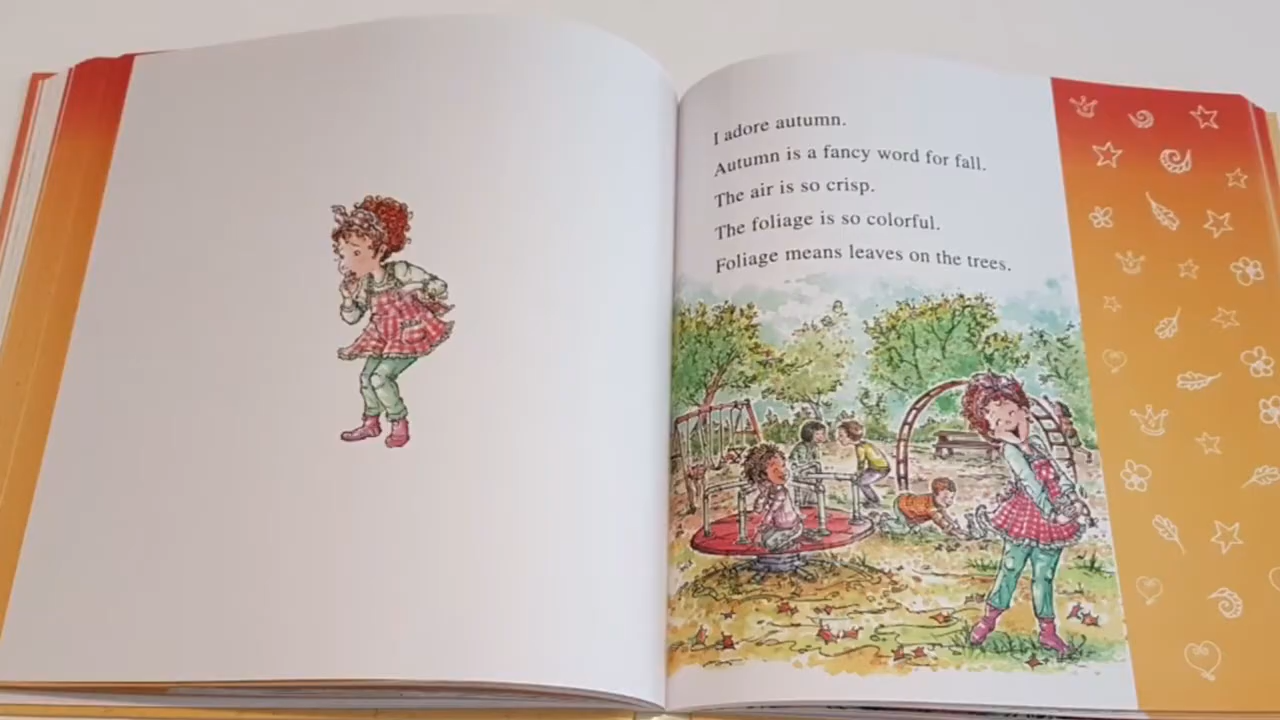 I adore autumn.
Autumn is a fancy word for fall.
The air is so crisp.
The foliage is so colorful.
Foliage means leaves on the trees.